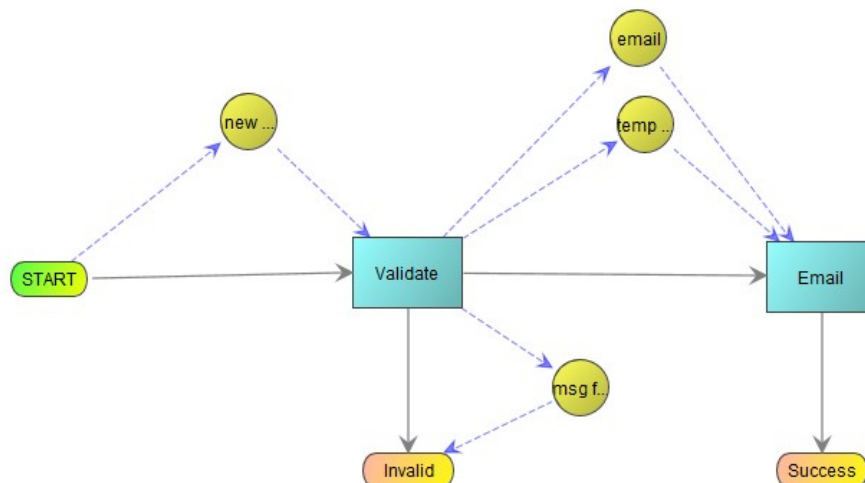 email
new ...
temp ...
START
Validate
Email
msg f...
Invalid
Success